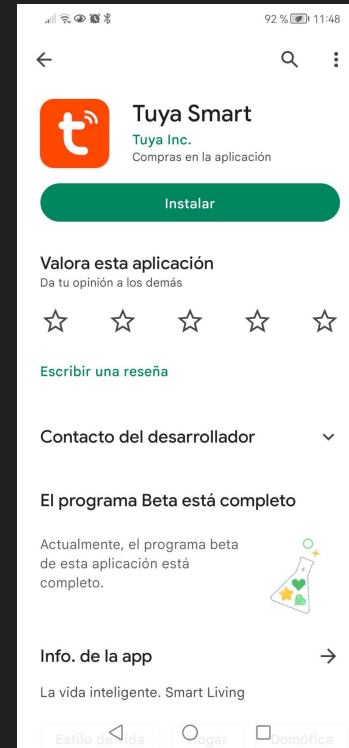 92 % 11:48
Tuya Smart
Tuya Inc.
Compras en la aplicación
Instalar
Valora esta aplicación
Da tu opinión a los demás
Escribir una reseña
Contacto del desarrollador
El programa Beta está completo
Actualmente, el programa beta
de esta aplicación está
completo.
Info. de la app
La vida inteligente. Smart Living
Estilo de vida Hogar Domótica